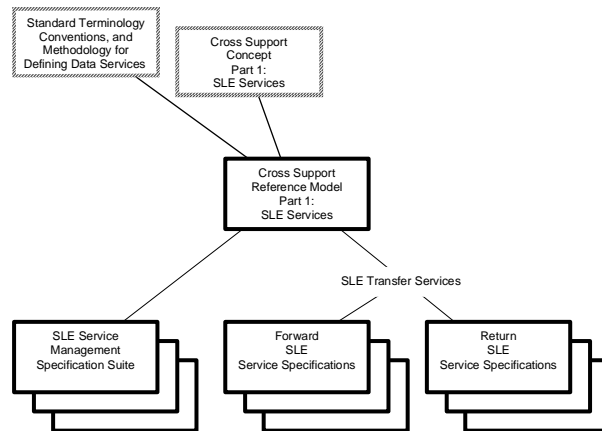 Standard Terminology
Conventions, and
Methodology for
Defining Data Services
Cross Support
Concept
Part 1:
SLE Services
Cross Support
Reference Model
Part 1:
SLE Services
SLE Transfer Services
SLE Service
Management
Specification Suite
Forward
SLE
Service Specifications
Return
SLE
Service Specifications